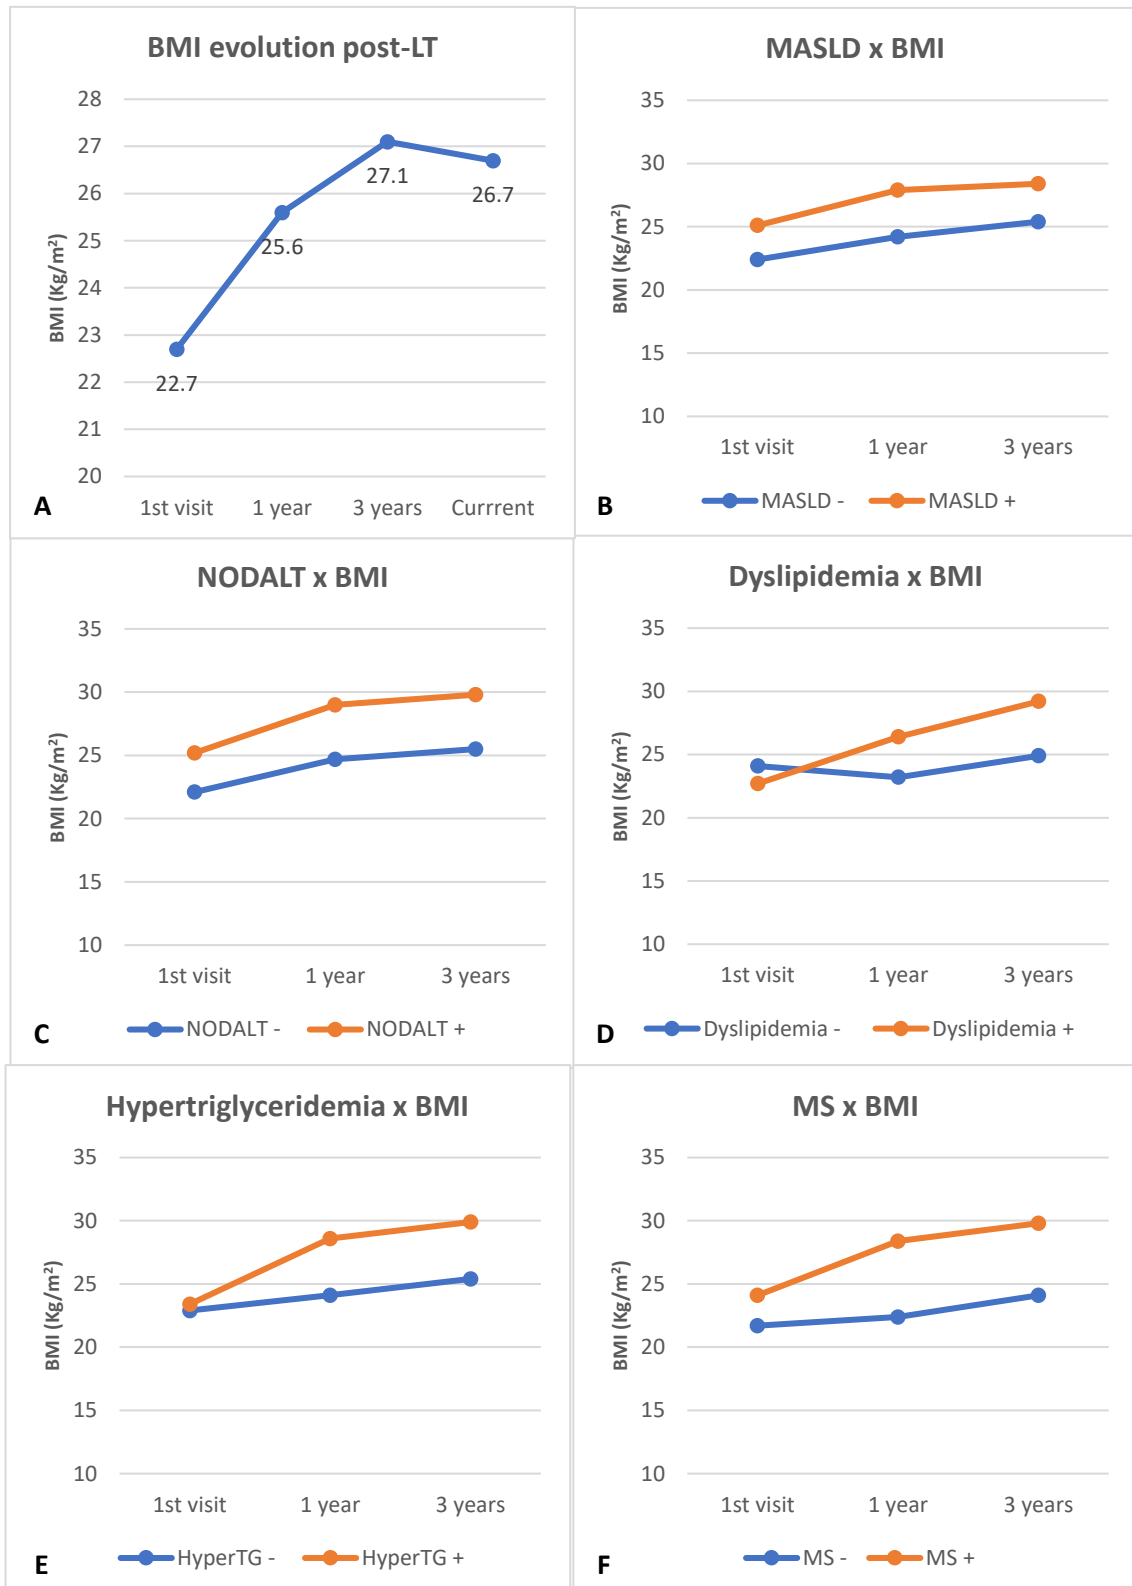 BMI evolution post-LT
28
27
26
25
24
23
22
21
20
BMI (Kg/m²)
22.7
25.6
27.1
26.7
1st visit 1 year 3 years Currrent
A
MASLD x BMI
35
30
25
20
15
10
BMI (Kg/m²)
1st visit 1 year 3 years
MASLD - MASLD +
B
NODALT x BMI
35
30
25
20
15
10
BMI (Kg/m²)
1st visit 1 year 3 years
NODALT - NODALT +
C
Dyslipidemia x BMI
35
30
25
20
15
10
BMI (Kg/m²)
1st visit 1 year 3 years
Dyslipidemia - Dyslipidemia +
D
Hypertriglyceridemia x BMI
35
30
25
20
15
10
BMI (Kg/m²)
1st visit 1 year 3 years
HyperTG - HyperTG +
E
MS x BMI
35
30
25
20
15
10
BMI (Kg/m²)
1st visit 1 year 3 years
MS - MS +
F